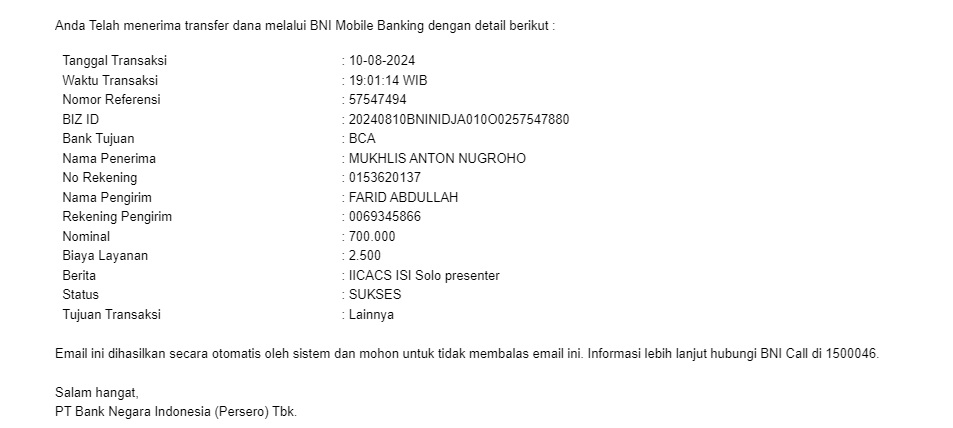 Anda Telah menerima transfer dana melalui BNI Mobile Banking dengan detail berikut :
Tanggal Transaksi : 10-08-2024
Waktu Transaksi : 19:01:14 WIB
Nomor Referensi : 57547494
BIZ ID : 20240810BNINIDJA010O0257547880
Bank Tujuan : BCA
Nama Penerima : MUKHLIS ANTON NUGROHO
No Rekening : 0153620137
Nama Pengirim : FARID ABDULLAH
Rekening Pengirim : 0069345866
Nominal : 700.000
Biaya Layanan : 2.500
Berita : IICACS ISI Solo presenter
Status : SUKSES
Tujuan Transaksi : Lainnya
Email ini dihasilkan secara otomatis oleh sistem dan mohon untuk tidak membalas email ini. Informasi lebih lanjut hubungi BNI Call di 1500046.
Salam hangat,
PT Bank Negara Indonesia (Persero) Tbk.